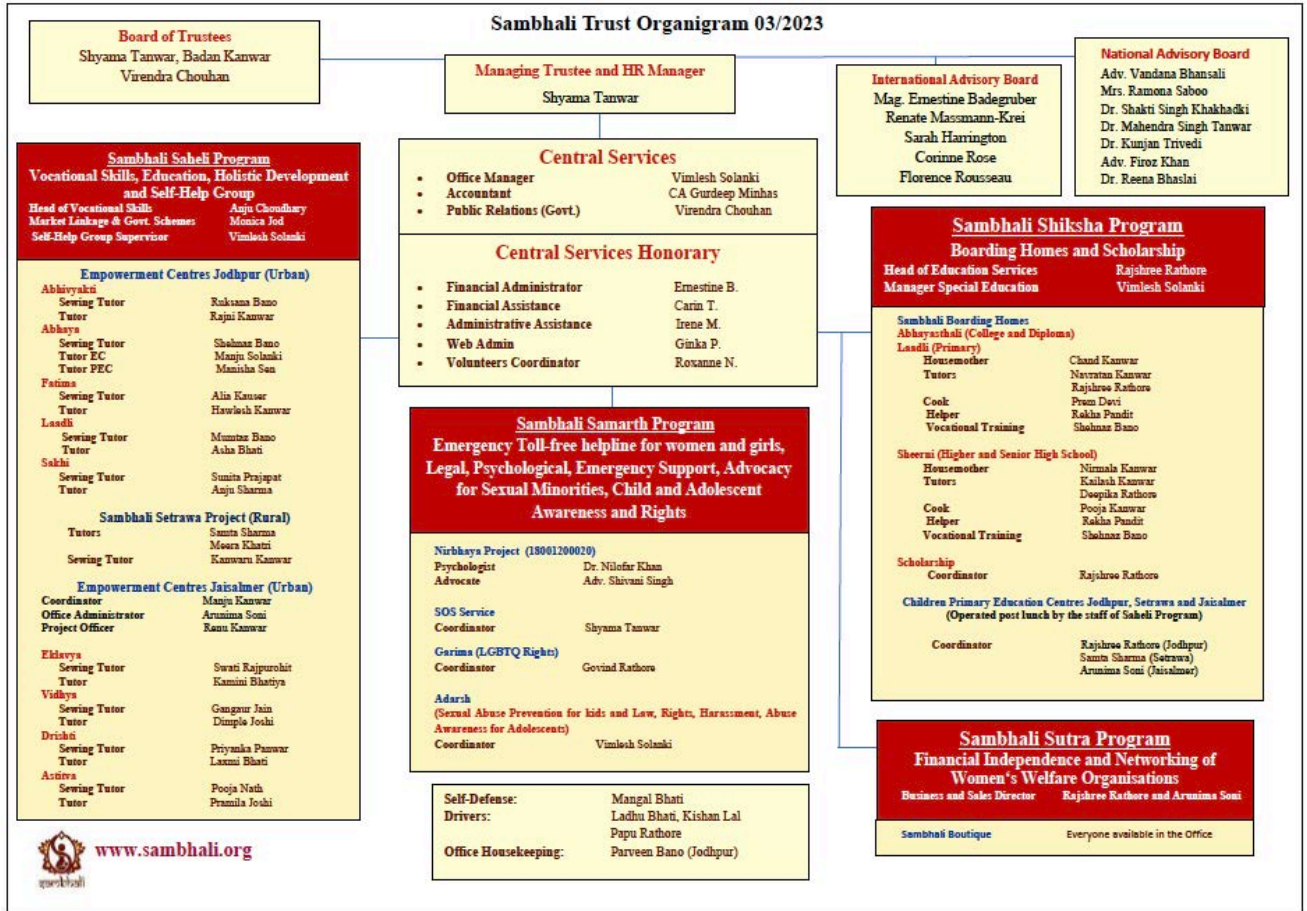 Sambhali Trust Organigram 03/2023
Board of Trustees
Shyama Tanwar, Badan Kanwar
Virendra Chouhan
Managing Trustee and HR Manager
Shyama Tanwar
International Advisory Board
Mag. Ernestine Badegruber
Renate Massmann-Krei
Sarah Harrington
Corinne Rose
Florence Rousseau
National Advisory Board
Adv. Vandana Bhansali
Mrs. Ramona Saboo
Dr. Shakti Singh Khakhadki
Dr. Mahendra Singh Tanwar
Dr. Kunjan Trivedi
Adv. Firoz Khan
Dr. Reena Bhaslai
Sambhali Saheli Program
Vocational Skills, Education, Holistic Development
and Self-Help Group
Head of Vocational Skills Anju Choudhary
Market Linkage & Govt. Schemes Monica Jod
Self-Help Group Supervisor Vimlesh Solanki
Empowerment Centres Jodhpur (Urban)
Abhivyakti
Sewing Tutor Ruksana Bano
Tutor Rajni Kanwar
Abhaya
Sewing Tutor Shehnaz Bano
Tutor EC Manju Solanki
Tutor PEC Manisha Sen
Fatima
Sewing Tutor Alia Kauser
Tutor Hawlesh Kanwar
Laadli
Sewing Tutor Mumtaz Bano
Tutor Asha Bhati
Sakhi
Sewing Tutor Sunita Prajapat
Tutor Anju Sharma
Sambhali Setrawa Project (Rural)
Tutors Samta Sharma
Meera Khatri
Sewing Tutor Kanwaru Kanwar
Empowerment Centres Jaisalmer (Urban)
Coordinator Manju Kanwar
Office Administrator Arunima Soni
Project Officer Renu Kanwar
Eklavya
Sewing Tutor Swati Rajpurohit
Tutor Kamini Bhatiya
Vidhya
Sewing Tutor Gangaur Jain
Tutor Dimple Joshi
Drishti
Sewing Tutor Priyanka Panwar
Tutor Laxmi Bhati
Astitva
Sewing Tutor Pooja Nath
Tutor Pramila Joshi
sambhali
www.sambhali.org
Central Services
• Office Manager Vimlesh Solanki
• Accountant CA Gurdeep Minhas
• Public Relations (Govt.) Virendra Chouhan
Central Services Honorary
• Financial Administrator Ernestine B.
• Financial Assistance Carin T.
• Administrative Assistance Irene M.
• Web Admin Ginka P.
• Volunteers Coordinator Roxanne N.
Sambhali Samarth Program
Emergency Toll-free helpline for women and girls,
Legal, Psychological, Emergency Support, Advocacy
for Sexual Minorities, Child and Adolescent
Awareness and Rights
Nirbhaya Project (18001200020)
Psychologist Dr. Nilofar Khan
Advocate Adv. Shivani Singh
SOS Service
Coordinator Shyama Tanwar
Garima (LGBTQ Rights)
Coordinator Govind Rathore
Adarsh
(Sexual Abuse Prevention for kids and Law, Rights, Harassment, Abuse
Awareness for Adolescents)
Coordinator Vimlesh Solanki
Self-Defense: Mangal Bhati
Drivers: Ladhu Bhati, Kishan Lal
Papu Rathore
Office Housekeeping: Parveen Bano (Jodhpur)
Sambhali Shiksha Program
Boarding Homes and Scholarship
Head of Education Services Rajshree Rathore
Manager Special Education Vimlesh Solanki
Sambhali Boarding Homes
Abhayasthali (College and Diploma)
Laadli (Primary)
Housemother Chand Kanwar
Tutors Navratan Kanwar
Rajshree Rathore
Cook Prem Devi
Helper Rekha Pandit
Vocational Training Shehnaz Bano
Sheerni (Higher and Senior High School)
Housemother Nirmala Kanwar
Tutors Kailash Kanwar
Deepika Rathore
Cook Pooja Kanwar
Helper Rekha Pandit
Vocational Training Shehnaz Bano
Scholarship
Coordinator Rajshree Rathore
Children Primary Education Centres Jodhpur, Setrawa and Jaisalmer
(Operated post lunch by the staff of Saheli Program)
Coordinator Rajshree Rathore (Jodhpur)
Samta Sharma (Setrawa)
Arunima Soni (Jaisalmer)
Sambhali Sutra Program
Financial Independence and Networking of
Women's Welfare Organisations
Business and Sales Director Rajshree Rathore and Arunima Soni
Sambhali Boutique Everyone available in the Office